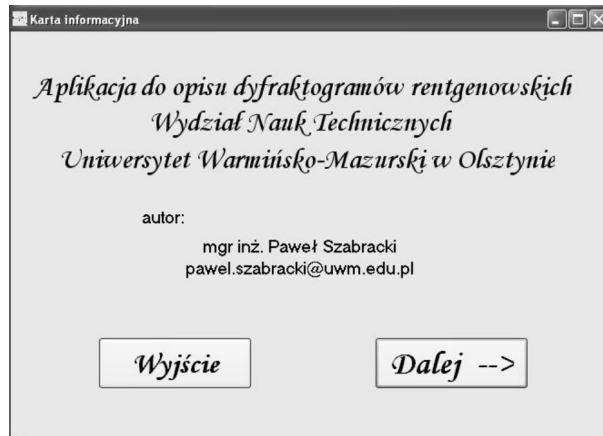 Karta informacyjna
Aplikacja do opisu dyfraktogramów rentgenowskich
Wydział Nauk Technicznych
Uniwersytet Warmińsko-Mazurski w Olsztynie
autor:
mgr inż. Paweł Szabracki
pawel.szabracki@uwm.edu.pl
Wyjście
Dalej -->